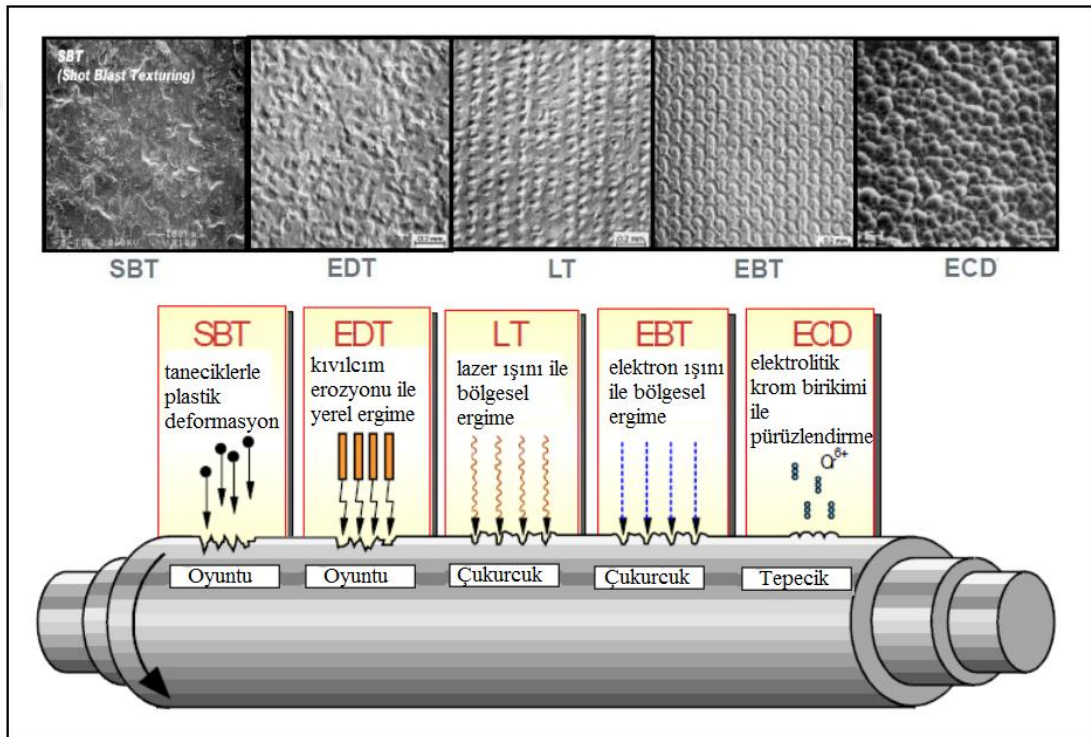 SBT
(Shot Blast Texturing)
SBT
EDT
LT
EBT
ECD
SBT
taneciklerle
plastik
deformasyon
EDT
kıvılcım
erozyonu ile
yerel ergime
LT
lazer ışını ile
bölgesel
ergime
EBT
elektron ışını
ile bölgesel
ergime
ECD
elektrolitik
krom birikimi
ile
pürüzlendirme
Cr6+
Oyuntu
Oyuntu
Çukurcuk
Çukurcuk
Tepecik